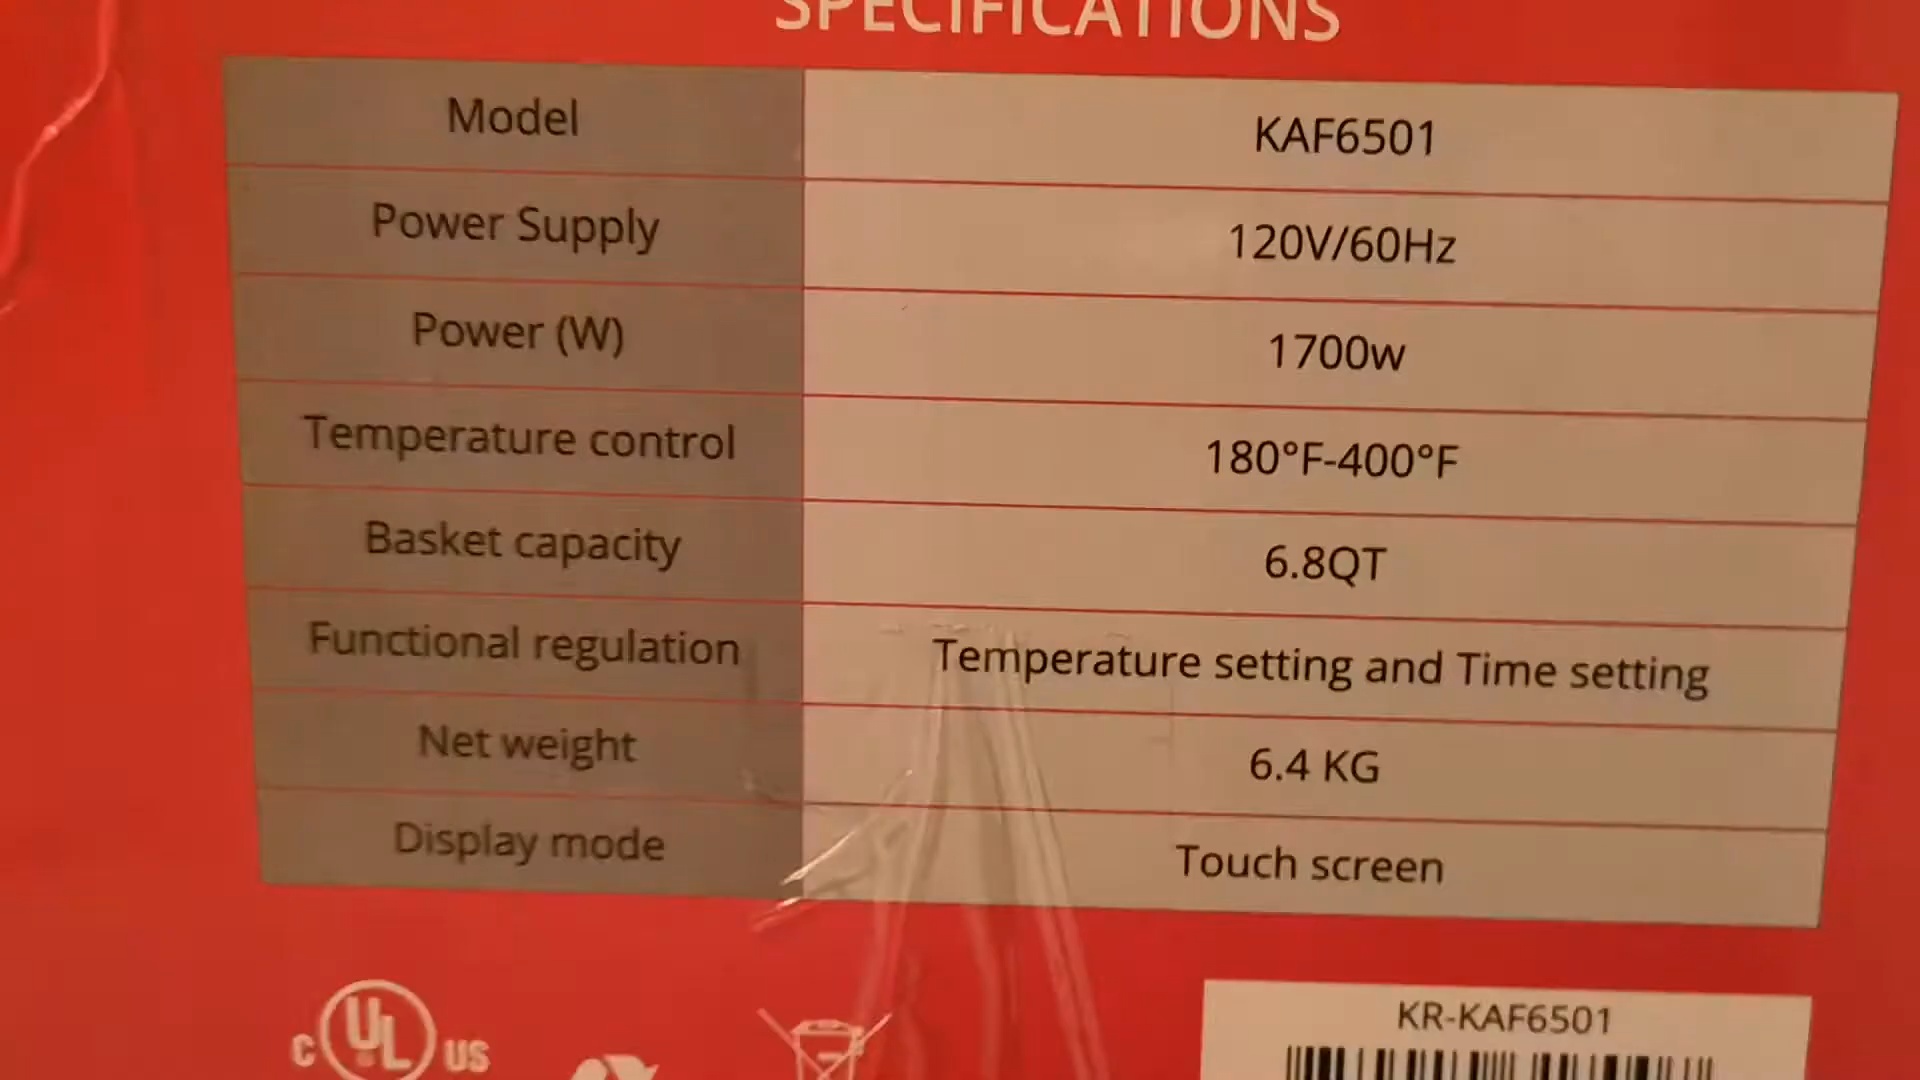 SPECIFICATIONS
Model KAF6501
Power Supply 120V/60Hz
Power (W) 1700w
Temperature control 180°F-400°F
Basket capacity 6.8QT
Functional regulation Temperature setting and Time setting
Net weight 6.4 KG
Display mode Touch screen
C UL US
KR-KAF6501